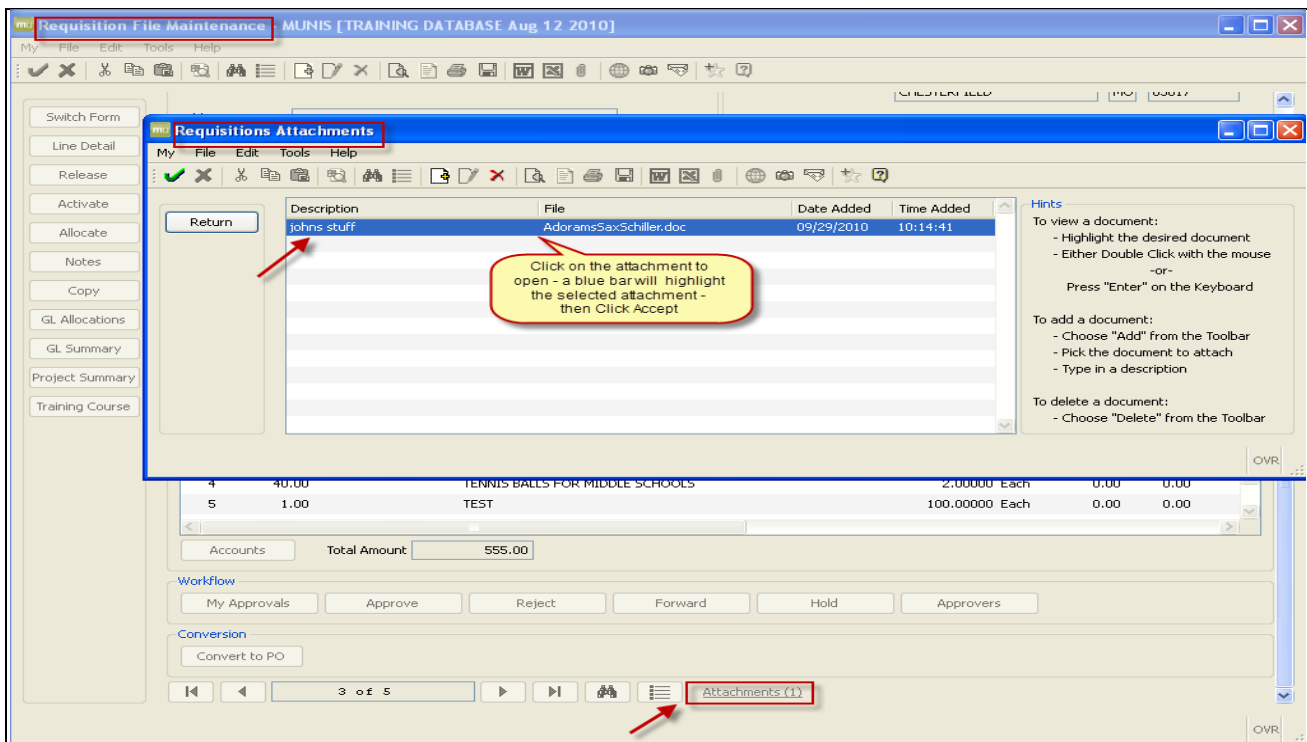 mu Requisition File Maintenance - MUNIS [TRAINING DATABASE Aug 12 2010]
My File Edit Tools Help
Switch Form
Line Detail
Release
Activate
Allocate
Notes
Copy
GL Allocations
GL Summary
Project Summary
Training Course
mu Requisitions Attachments
My File Edit Tools Help
Return
Description File Date Added Time Added
johns stuff AdoramsSaxSchiller.doc 09/29/2010 10:14:41
Click on the attachment to
open - a blue bar will highlight
the selected attachment -
then Click Accept
Hints
To view a document:
- Highlight the desired document
- Either Double Click with the mouse
-or-
Press "Enter" on the Keyboard
To add a document:
- Choose "Add" from the Toolbar
- Pick the document to attach
- Type in a description
To delete a document:
- Choose "Delete" from the Toolbar
OVR
4 40.00 TENNIS BALLS FOR MIDDLE SCHOOLS 2.00000 Each 0.00 0.00
5 1.00 TEST 100.00000 Each 0.00 0.00
Accounts Total Amount 555.00
Workflow
My Approvals Approve Reject Forward Hold Approvers
Conversion
Convert to PO
3 of 5 Attachments (1)
OVR